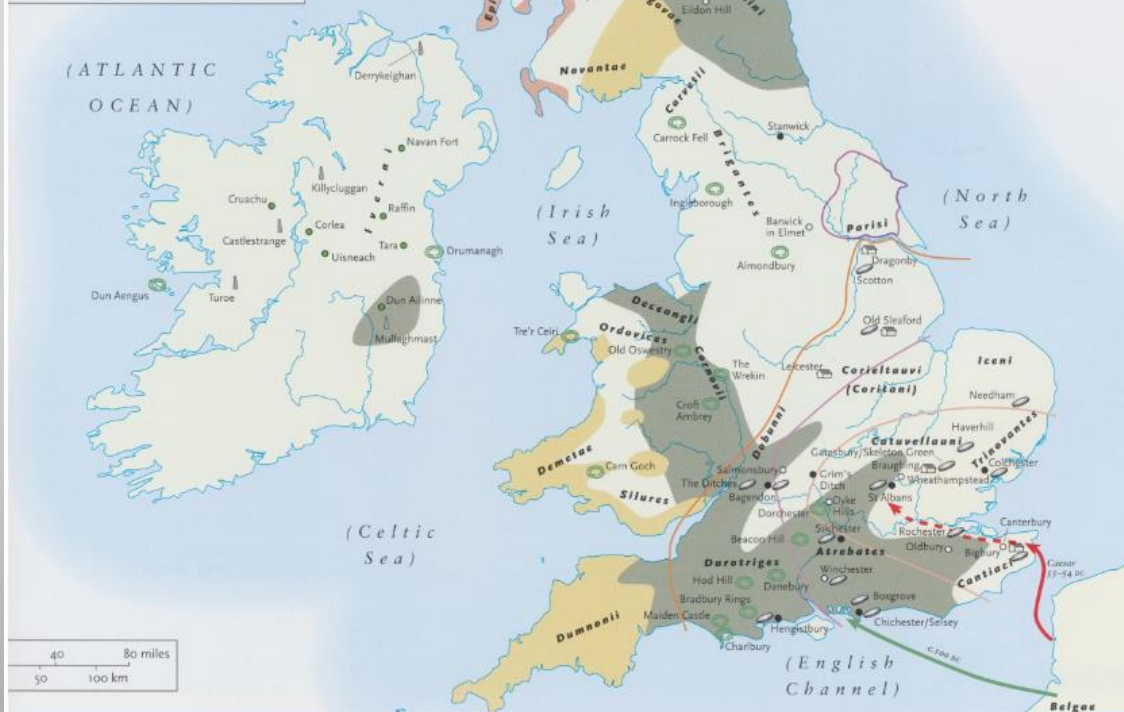 Eildon Hill
(ATLANTIC
OCEAN)
Derrykeighan
Novantae
Carvetii
Carrock Fell
Stanwick
Brigantes
Navan Fort
Iverni
Killycluggan
Cruachu
Raffin
Castlestrange
Corlea
Tara
Uisneach
Drumanagh
Dun Aengus
Turoe
Dun Ailinne
Mullaghmast
(Irish
Sea)
Ingleborough
Barwick
in Elmet
Almondbury
Parisi
(North
Sea)
Dragonby
Scotton
Old Sleaford
Deceongli
Ordovices
Tre'r Ceiri
Old Oswestry
Cornovii
The
Wrekin
Leicester
Corieltauvi
(Coritani)
Iceni
Needham
Croft
Ambrey
Dobunni
Haverhill
Catuvellauni
Trinovantes
Gatesbury/Skeleton Green
Braughing
Colchester
Wheathampstead
Demetae
Carn Goch
Silures
Salmonsbury
The Ditches
Bagendon
Grim's
Ditch
St Albans
Dorchester
Dyke
Hills
Canterbury
Rochester
Silchester
Beacon Hill
Oldbury
Bigbury
Atrebates
Cantiaci
Caesar
55–54 BC
(Celtic
Sea)
Durotriges
Winchester
Hod Hill
Danebury
Bradbury Rings
Boxgrove
Maiden Castle
Dumnonii
Hengistbury
Chichester/Selsey
Chalbury
c.100 BC
(English
Channel)
Belgae
40 80 miles
50 100 km